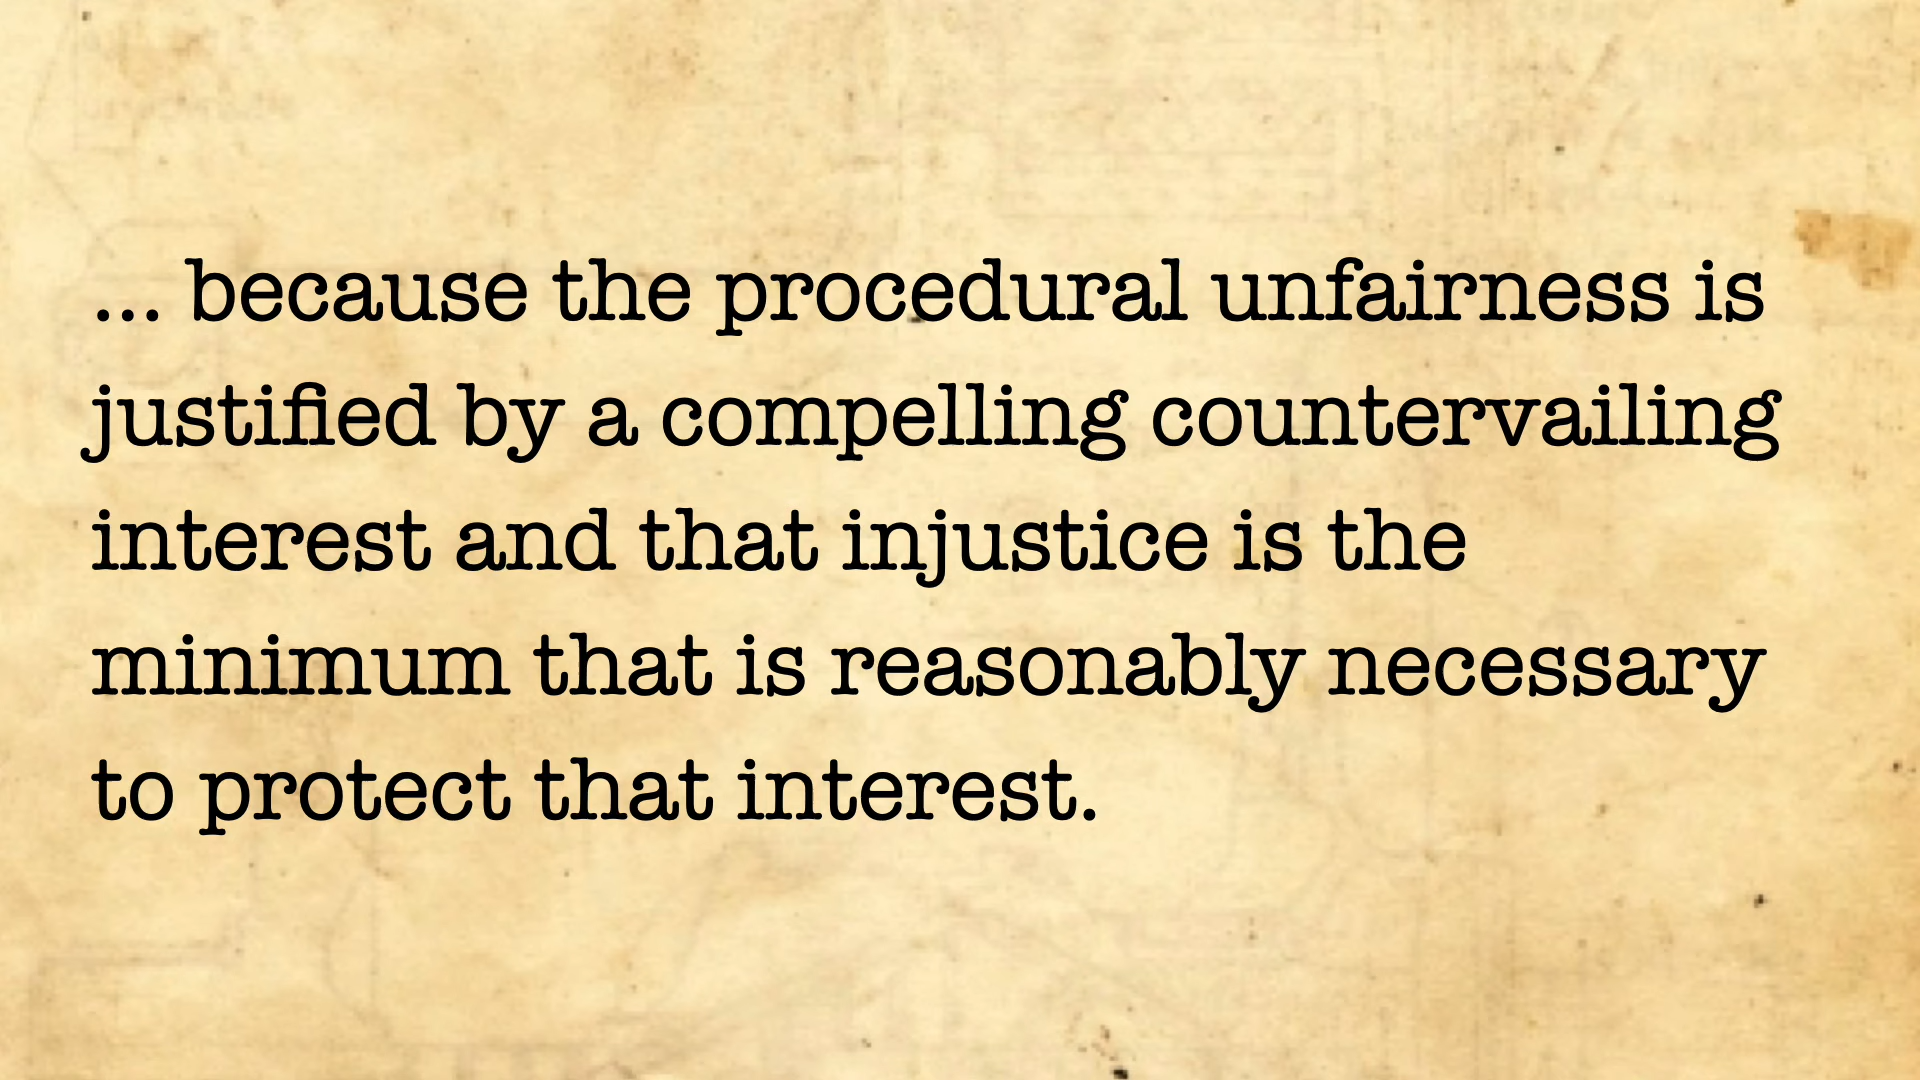 ... because the procedural unfairness is
justified by a compelling countervailing
interest and that injustice is the
minimum that is reasonably necessary
to protect that interest.